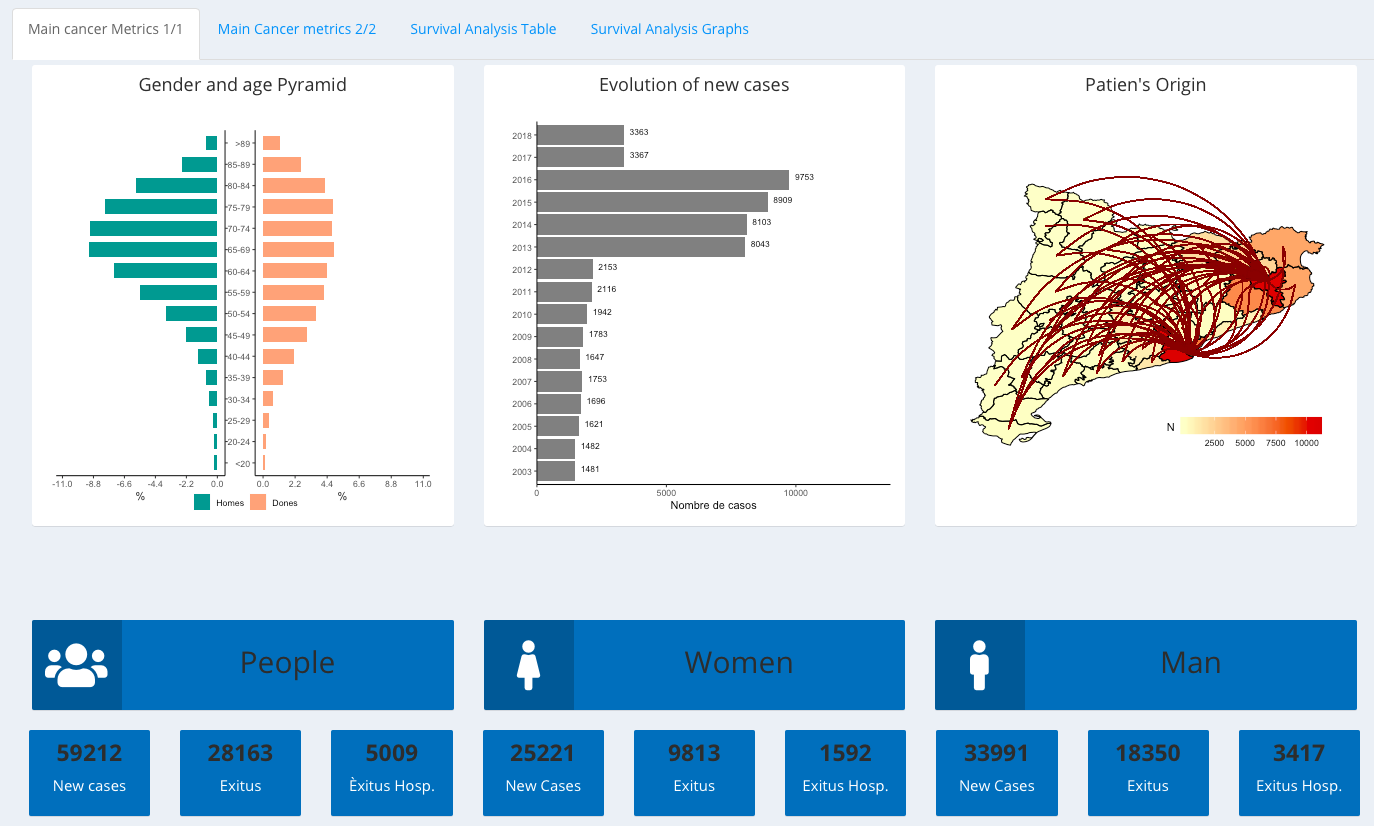 Main cancer Metrics 1/1
Main Cancer metrics 2/2
Survival Analysis Table
Survival Analysis Graphs
Gender and age Pyramid
>89
85-89
80-84
75-79
70-74
65-69
60-64
55-59
50-54
45-49
40-44
35-39
30-34
25-29
20-24
<20
-11.0 -8.8 -6.6 -4.4 -2.2 0.0 0.0 2.2 4.4 6.6 8.8 11.0
% %
Homes Dones
Evolution of new cases
2018 3363
2017 3367
2016 9753
2015 8909
2014 8103
2013 8043
2012 2153
2011 2116
2010 1942
2009 1783
2008 1647
2007 1753
2006 1696
2005 1621
2004 1482
2003 1481
0 5000 10000
Nombre de casos
Patien's Origin
N
2500 5000 7500 10000
People
59212 28163 5009
New cases Exitus Èxitus Hosp.
Women
25221 9813 1592
New Cases Exitus Exitus Hosp.
Man
33991 18350 3417
New Cases Exitus Exitus Hosp.